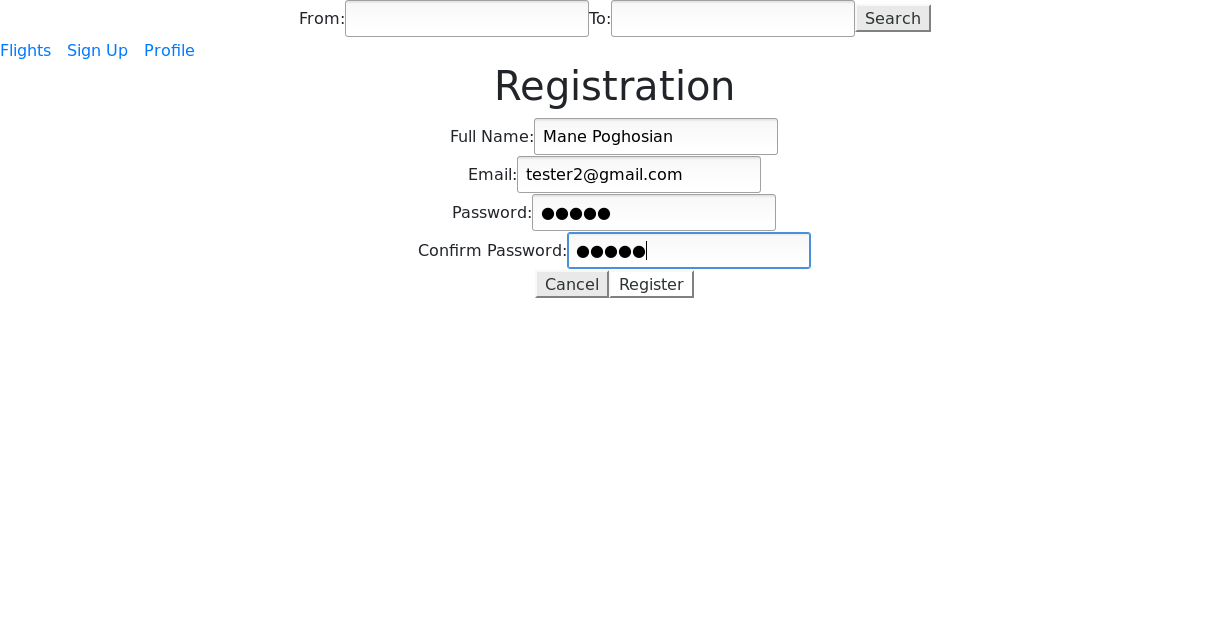 From: To: Search
Flights Sign Up Profile
Registration
Full Name: Mane Poghosian
Email: tester2@gmail.com
Password: ●●●●●
Confirm Password: ●●●●●
Cancel Register